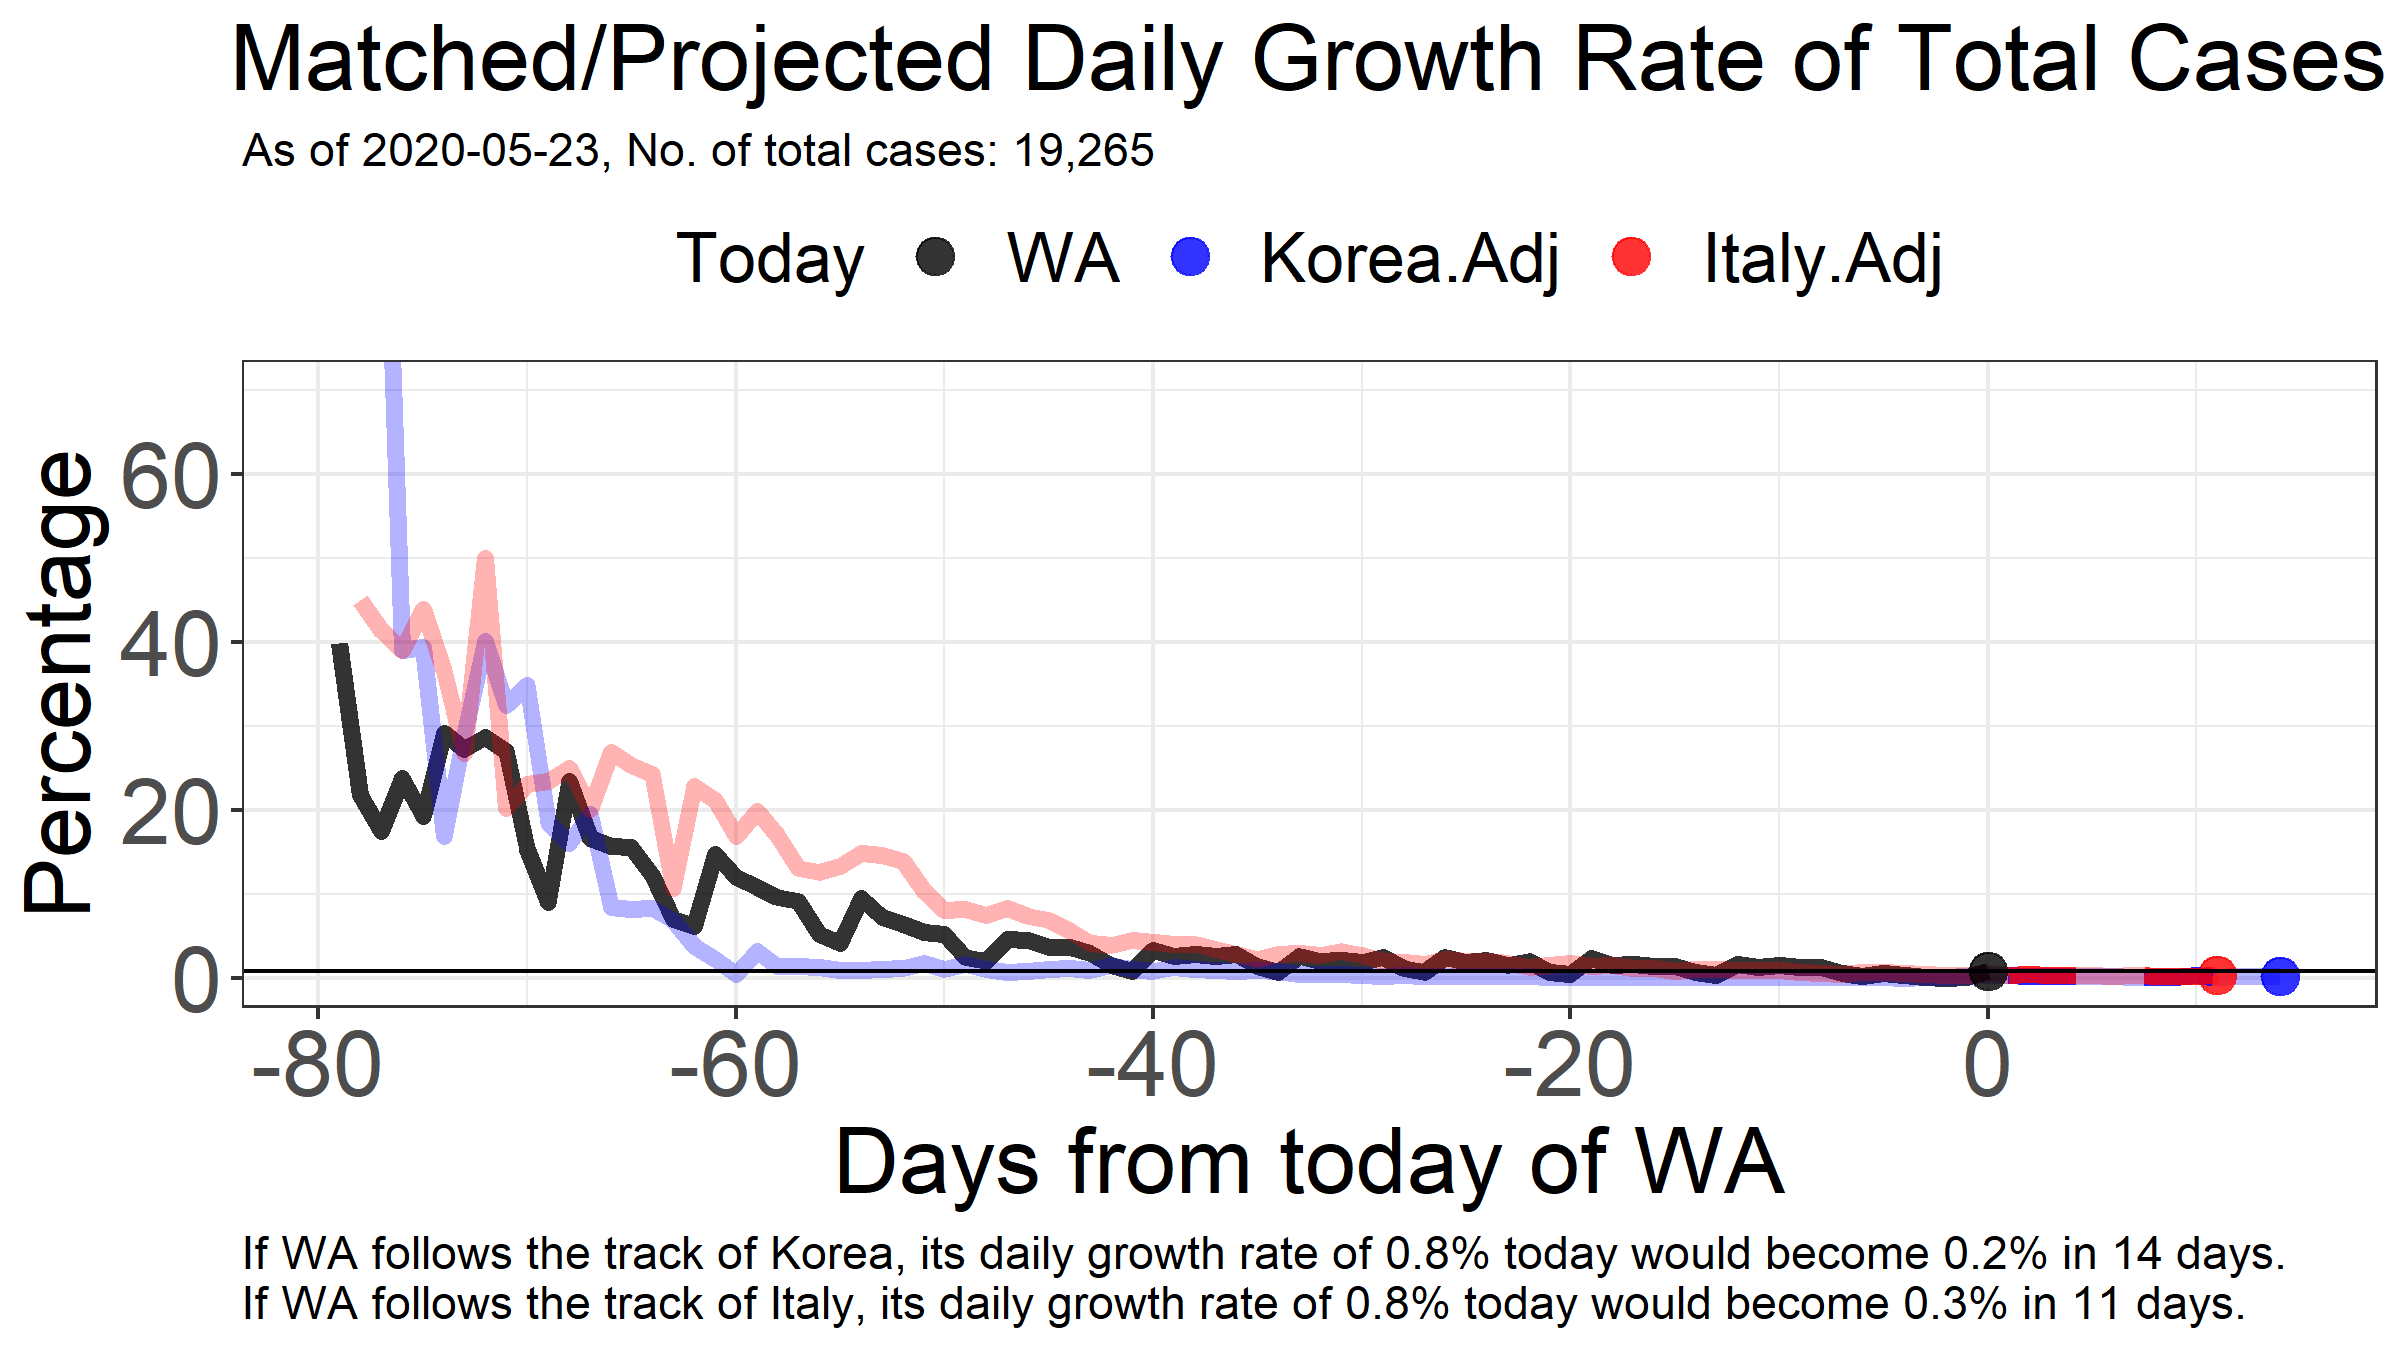 Matched/Projected Daily Growth Rate of Total Cases
As of 2020-05-23, No. of total cases: 19,265
Today WA Korea.Adj Italy.Adj
Percentage
60
40
20
0
-80 -60 -40 -20 0
Days from today of WA
If WA follows the track of Korea, its daily growth rate of 0.8% today would become 0.2% in 14 days.
If WA follows the track of Italy, its daily growth rate of 0.8% today would become 0.3% in 11 days.